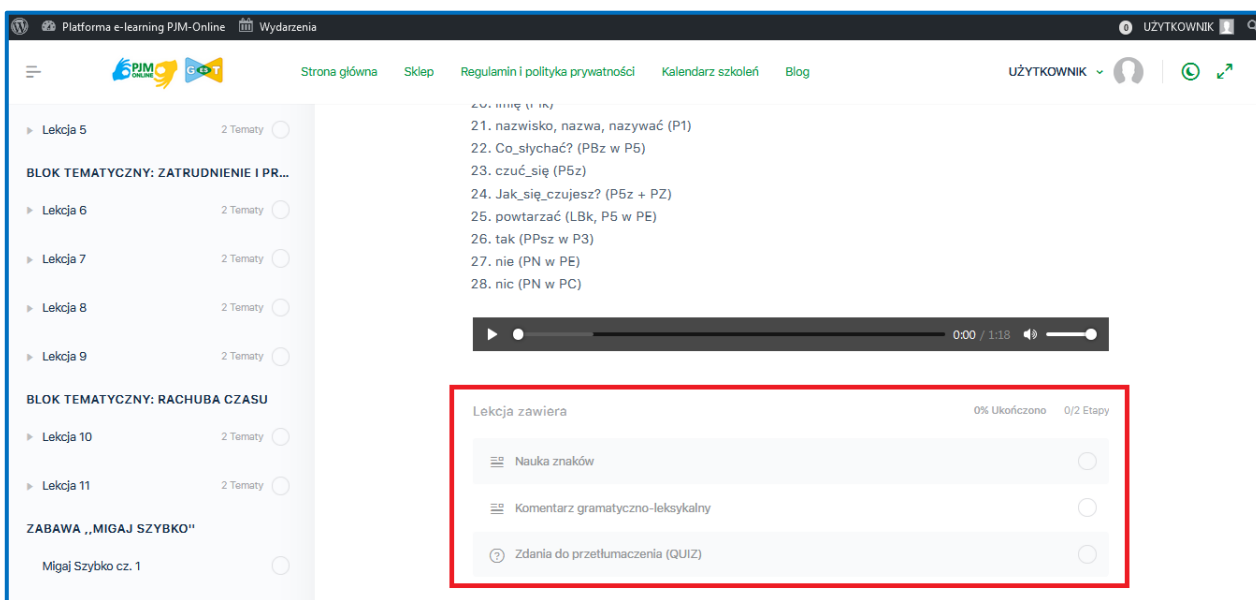 Platforma e-learning PJM-Online Wydarzenia 0 UŻYTKOWNIK
PJM ONLINE GEST Strona główna Sklep Regulamin i polityka prywatności Kalendarz szkoleń Blog UŻYTKOWNIK
Lekcja 5 2 Tematy
BLOK TEMATYCZNY: ZATRUDNIENIE I PR...
Lekcja 6 2 Tematy
Lekcja 7 2 Tematy
Lekcja 8 2 Tematy
Lekcja 9 2 Tematy
BLOK TEMATYCZNY: RACHUBA CZASU
Lekcja 10 2 Tematy
Lekcja 11 2 Tematy
ZABAWA ,,MIGAJ SZYBKO"
Migaj Szybko cz. 1
20. imię
21. nazwisko, nazwa, nazywać (P1)
22. Co_słychać? (PBz w P5)
23. czuć_się (P5z)
24. Jak_się_czujesz? (P5z + PZ)
25. powtarzać (LBk, P5 w PE)
26. tak (PPsz w P3)
27. nie (PN w PE)
28. nic (PN w PC)
0:00 / 1:18
Lekcja zawiera 0% Ukończono 0/2 Etapy
Nauka znaków
Komentarz gramatyczno-leksykalny
Zdania do przetłumaczenia (QUIZ)